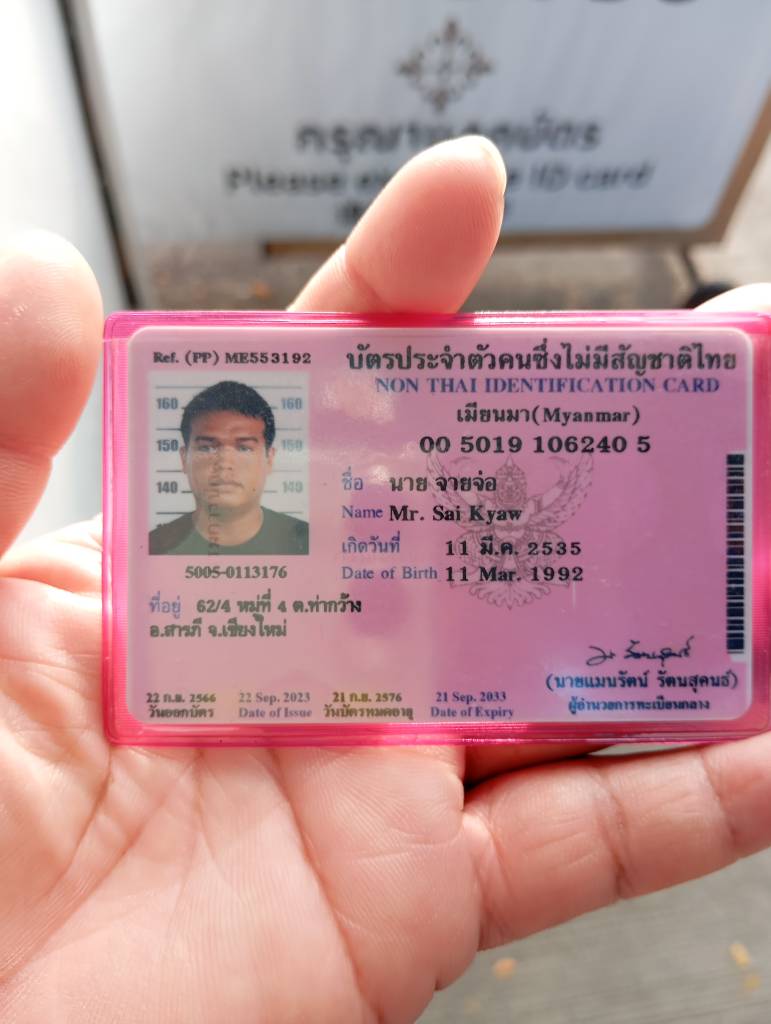 กรุณา
Please ID card
Ref. (PP) ME553192
บัตรประจำตัวคนซึ่งไม่มีสัญชาติไทย
NON THAI IDENTIFICATION CARD
เมียนมา(Myanmar)
00 5019 106240 5
160 160
150 150
140 140
ชื่อ นาย จายจ่อ
Name Mr. Sai Kyaw
เกิดวันที่ 11 มี.ค. 2535
Date of Birth 11 Mar. 1992
5005-0113176
ที่อยู่ 62/4 หมู่ที่ 4 ต.ท่ากว้าง
อ.สารภี จ.เชียงใหม่
(นายแมนรัตน์ รัตนสุคนธ์)
ผู้อำนวยการทะเบียนกลาง
22 ก.ย. 2566 22 Sep. 2023 21 ก.ย. 2576 21 Sep. 2033
วันออกบัตร Date of Issue วันบัตรหมดอายุ Date of Expiry